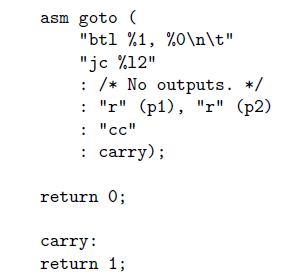 asm goto (
"btl %1, %0\n\t"
"jc %l2"
: /* No outputs. */
: "r" (p1), "r" (p2)
: "cc"
: carry);
return 0;
carry:
return 1;